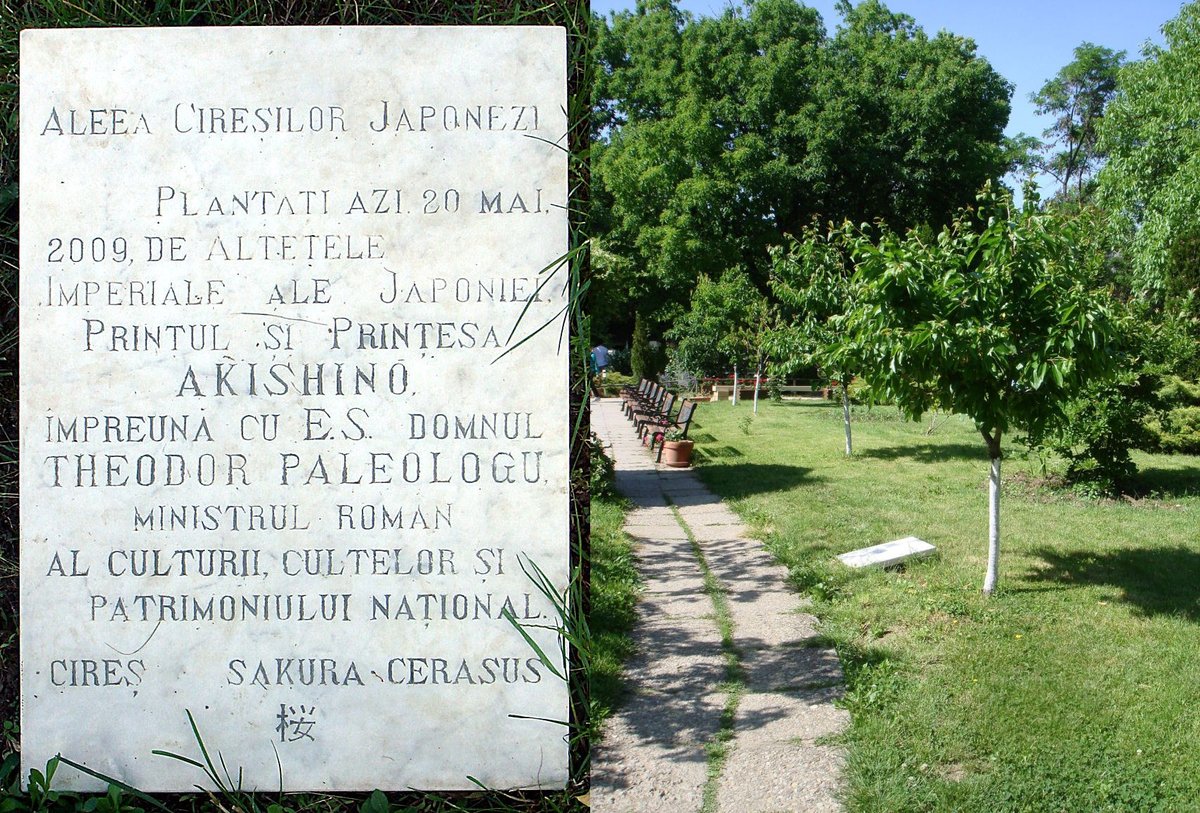 ALEEA CIREȘILOR JAPONEZI
PLANTAȚI AZI, 20 MAI,
2009, DE ALTEȚELE
IMPERIALE ALE JAPONIEI,
PRINȚUL ȘI PRINȚESA
AKISHINO,
ÎMPREUNĂ CU E.S. DOMNUL
THEODOR PALEOLOGU,
MINISTRUL ROMAN
AL CULTURII, CULTELOR ȘI
PATRIMONIULUI NAȚIONAL.
CIREȘ SAKURA CERASUS
桜